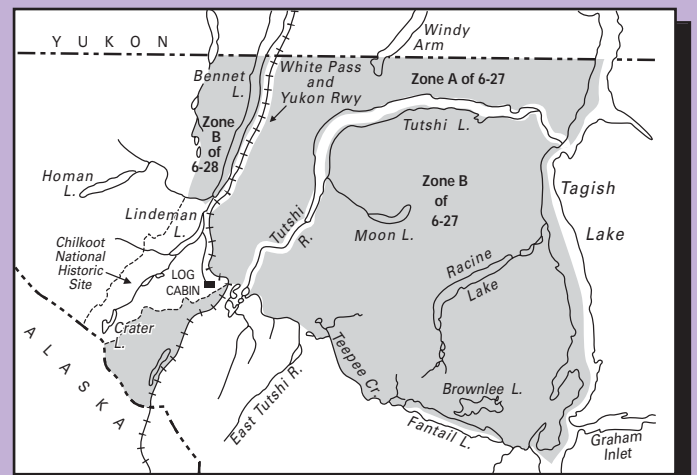 YUKON
Windy
Arm
Bennet
L.
White Pass
and
Yukon Rwy
Zone A of 6-27
Zone
B
of
6-28
Tutshi L.
Homan
L.
Zone B
of
6-27
Tagish
Lake
Lindeman
L.
Tutshi
R.
Moon L.
Chilkoot
National
Historic
Site
LOG
CABIN
Racine
Lake
ALASKA
Crater
L.
Teepee Cr.
East Tutshi R.
Brownlee L.
Fantail L.
Graham
Inlet